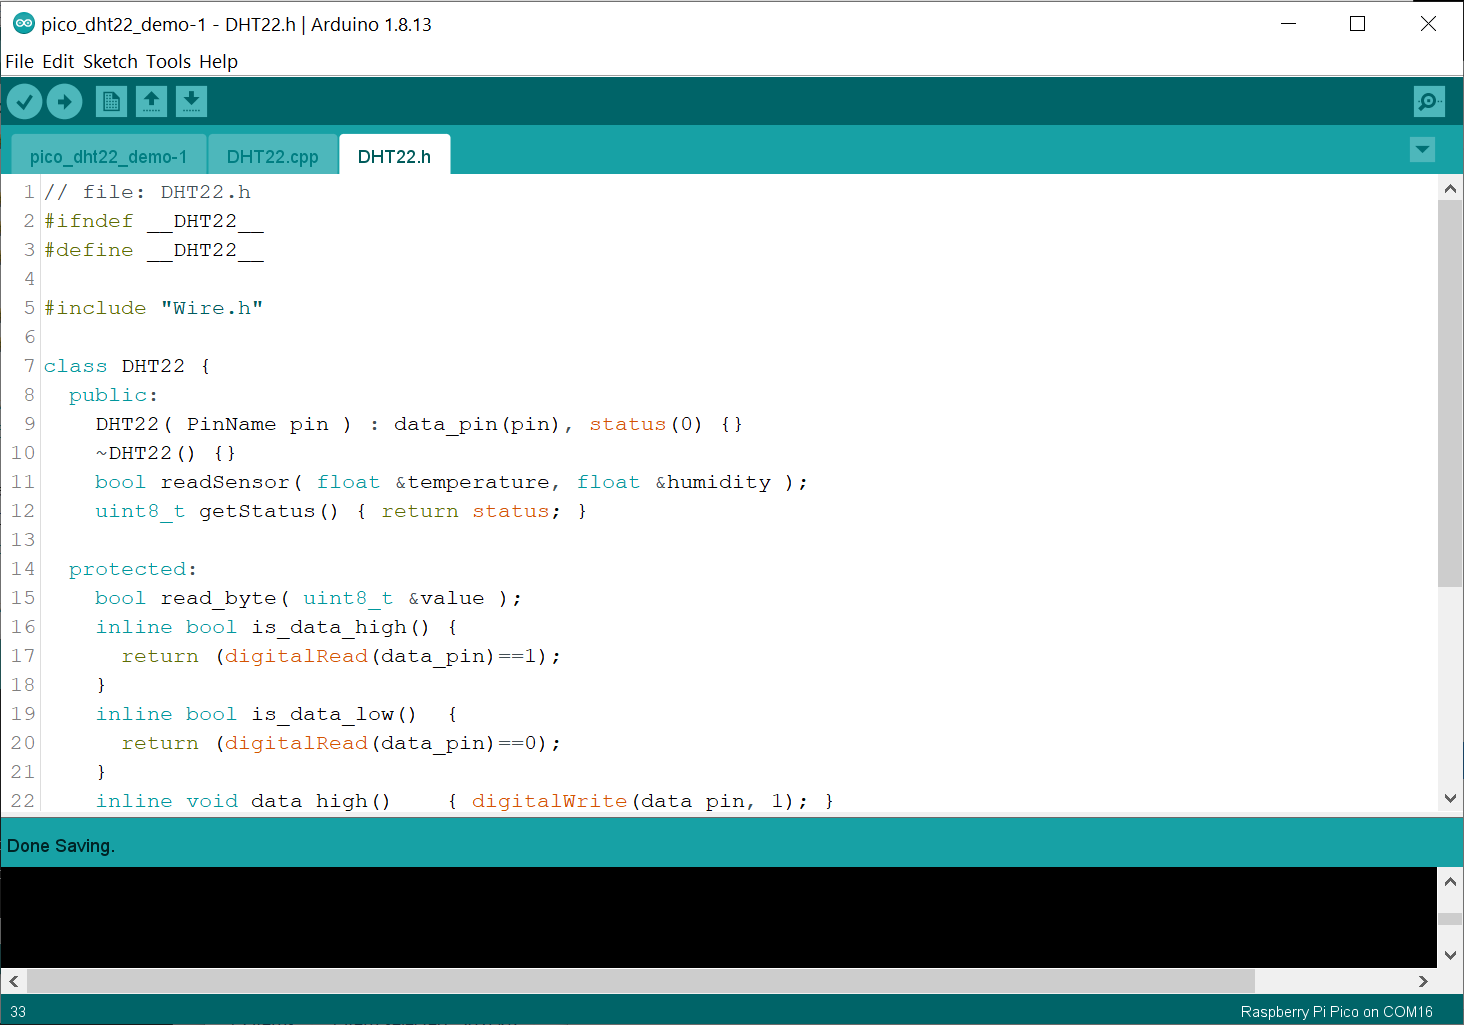 pico_dht22_demo-1 - DHT22.h | Arduino 1.8.13
File Edit Sketch Tools Help
pico_dht22_demo-1 DHT22.cpp DHT22.h
1 // file: DHT22.h
2 #ifndef __DHT22__
3 #define __DHT22__
4
5 #include "Wire.h"
6
7 class DHT22 {
8   public:
9     DHT22( PinName pin ) : data_pin(pin), status(0) {}
10     ~DHT22() {}
11     bool readSensor( float &temperature, float &humidity );
12     uint8_t getStatus() { return status; }
13
14   protected:
15     bool read_byte( uint8_t &value );
16     inline bool is_data_high() {
17       return (digitalRead(data_pin)==1);
18     }
19     inline bool is_data_low()  {
20       return (digitalRead(data_pin)==0);
21     }
22     inline void data high()    { digitalWrite(data pin, 1); }
Done Saving.
33 Raspberry Pi Pico on COM16